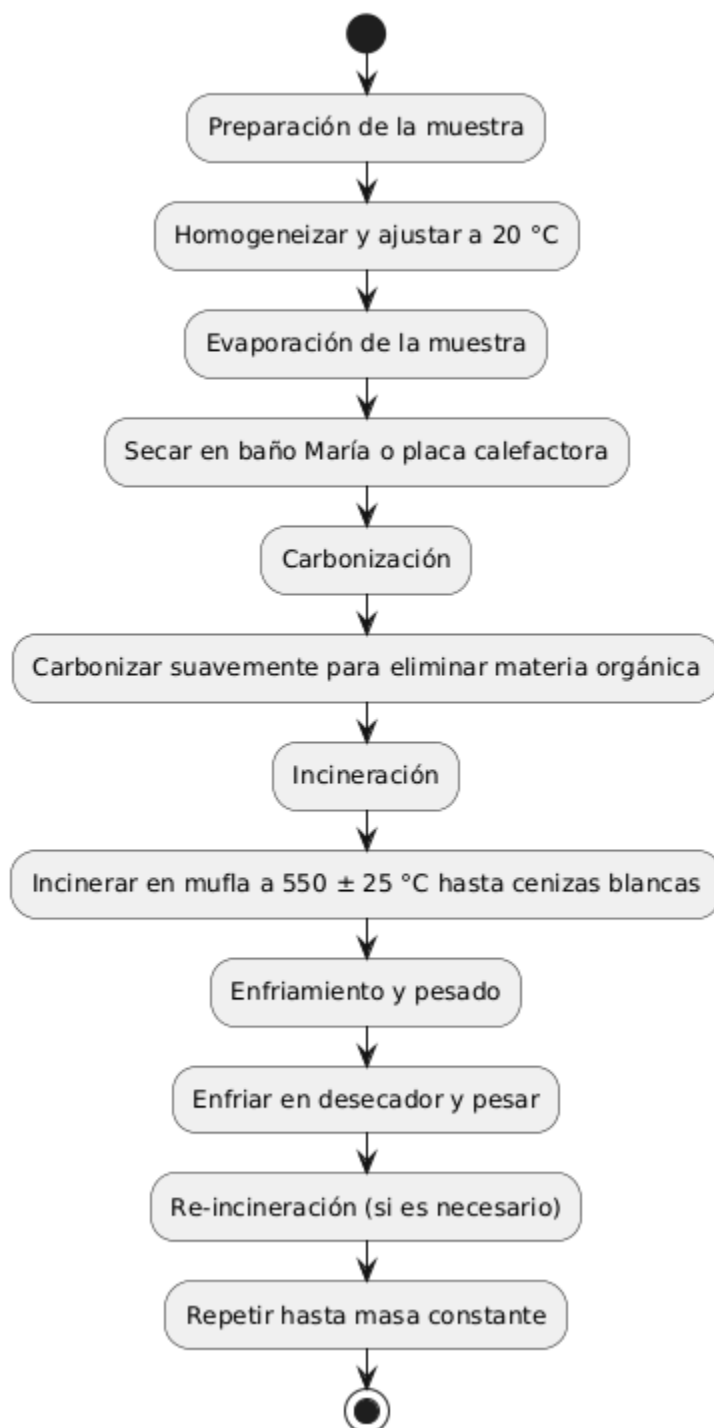 Preparación de la muestra
Homogeneizar y ajustar a 20 °C
Evaporación de la muestra
Secar en baño María o placa calefactora
Carbonización
Carbonizar suavemente para eliminar materia orgánica
Incineración
Incinerar en mufla a 550 ± 25 °C hasta cenizas blancas
Enfriamiento y pesado
Enfriar en desecador y pesar
Re-incineración (si es necesario)
Repetir hasta masa constante